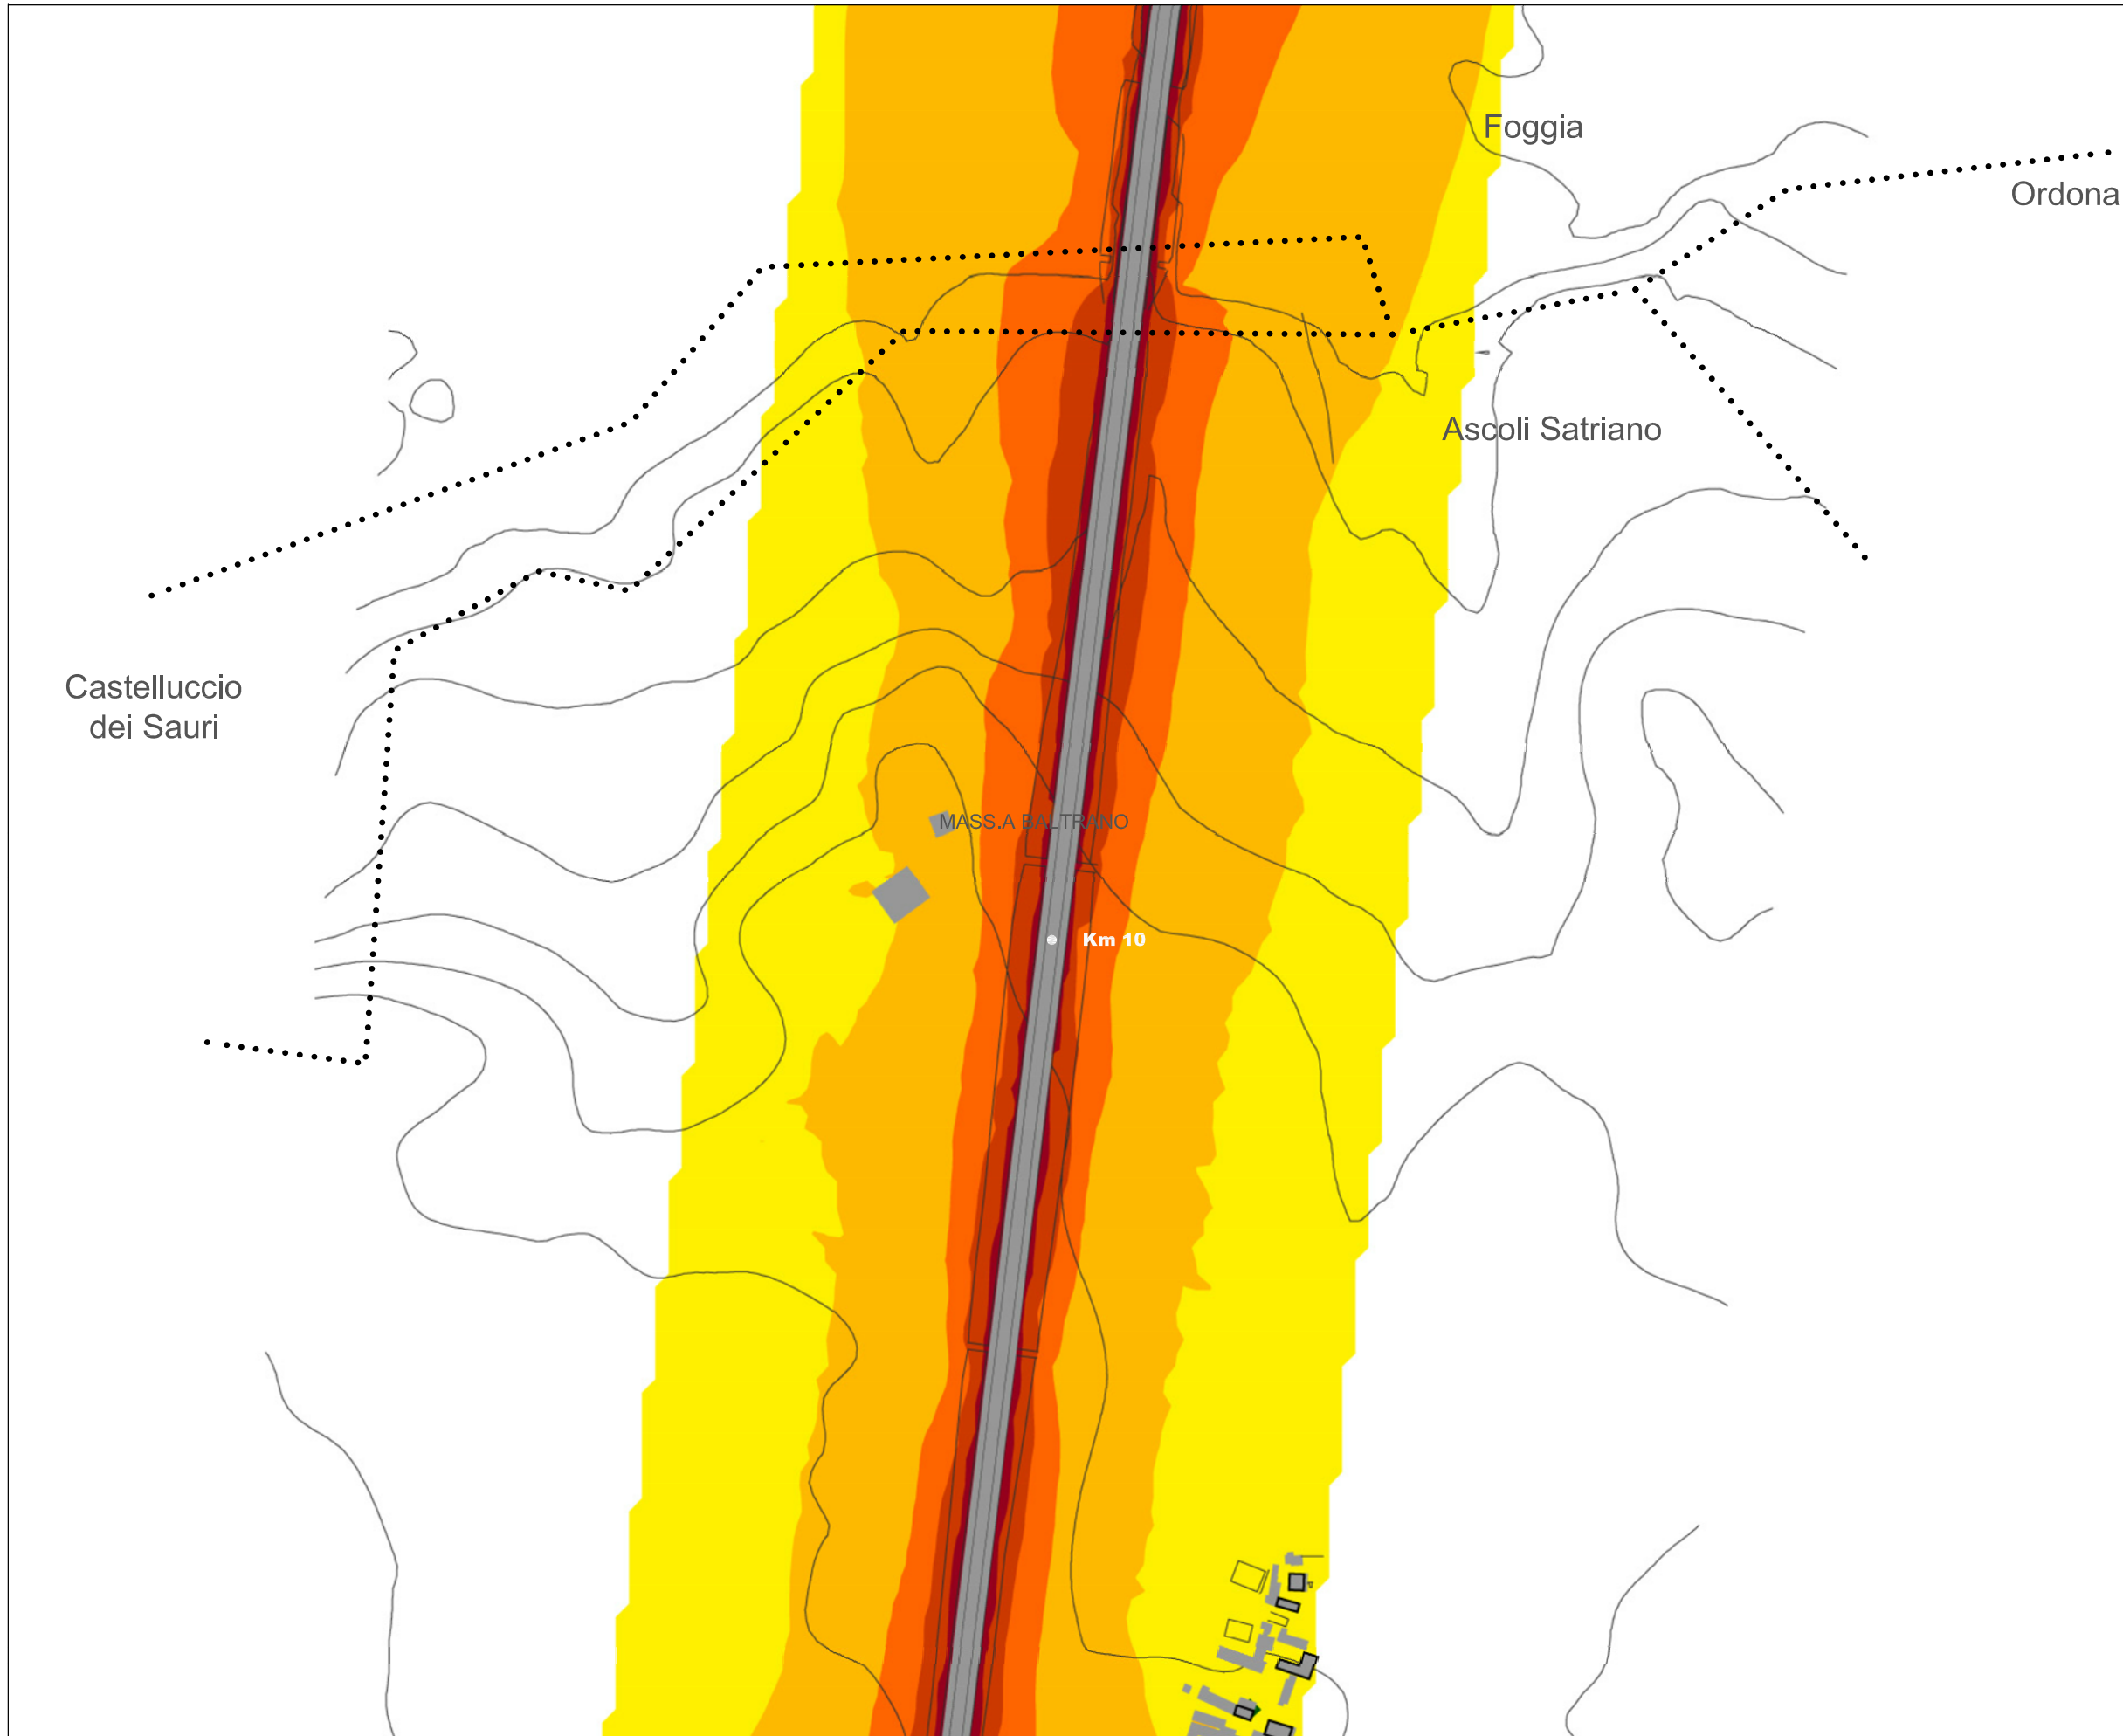 Foggia
Ordona
Ascoli Satriano
Castelluccio
dei Sauri
MASS.A BALTRANO
Km 10